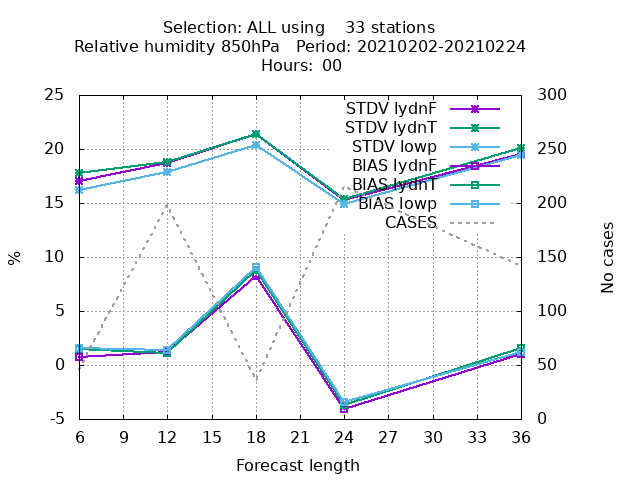 Selection: ALL using    33 stations
Relative humidity 850hPa   Period: 20210202-20210224
Hours: 00
25
20
15
10
5
0
-5
%
300
250
200
150
100
50
0
No cases
STDV lydnF
STDV lydnT
STDV lowp
BIAS lydnF
BIAS lydnT
BIAS lowp
CASES
6 9 12 15 18 21 24 27 30 33 36
Forecast length